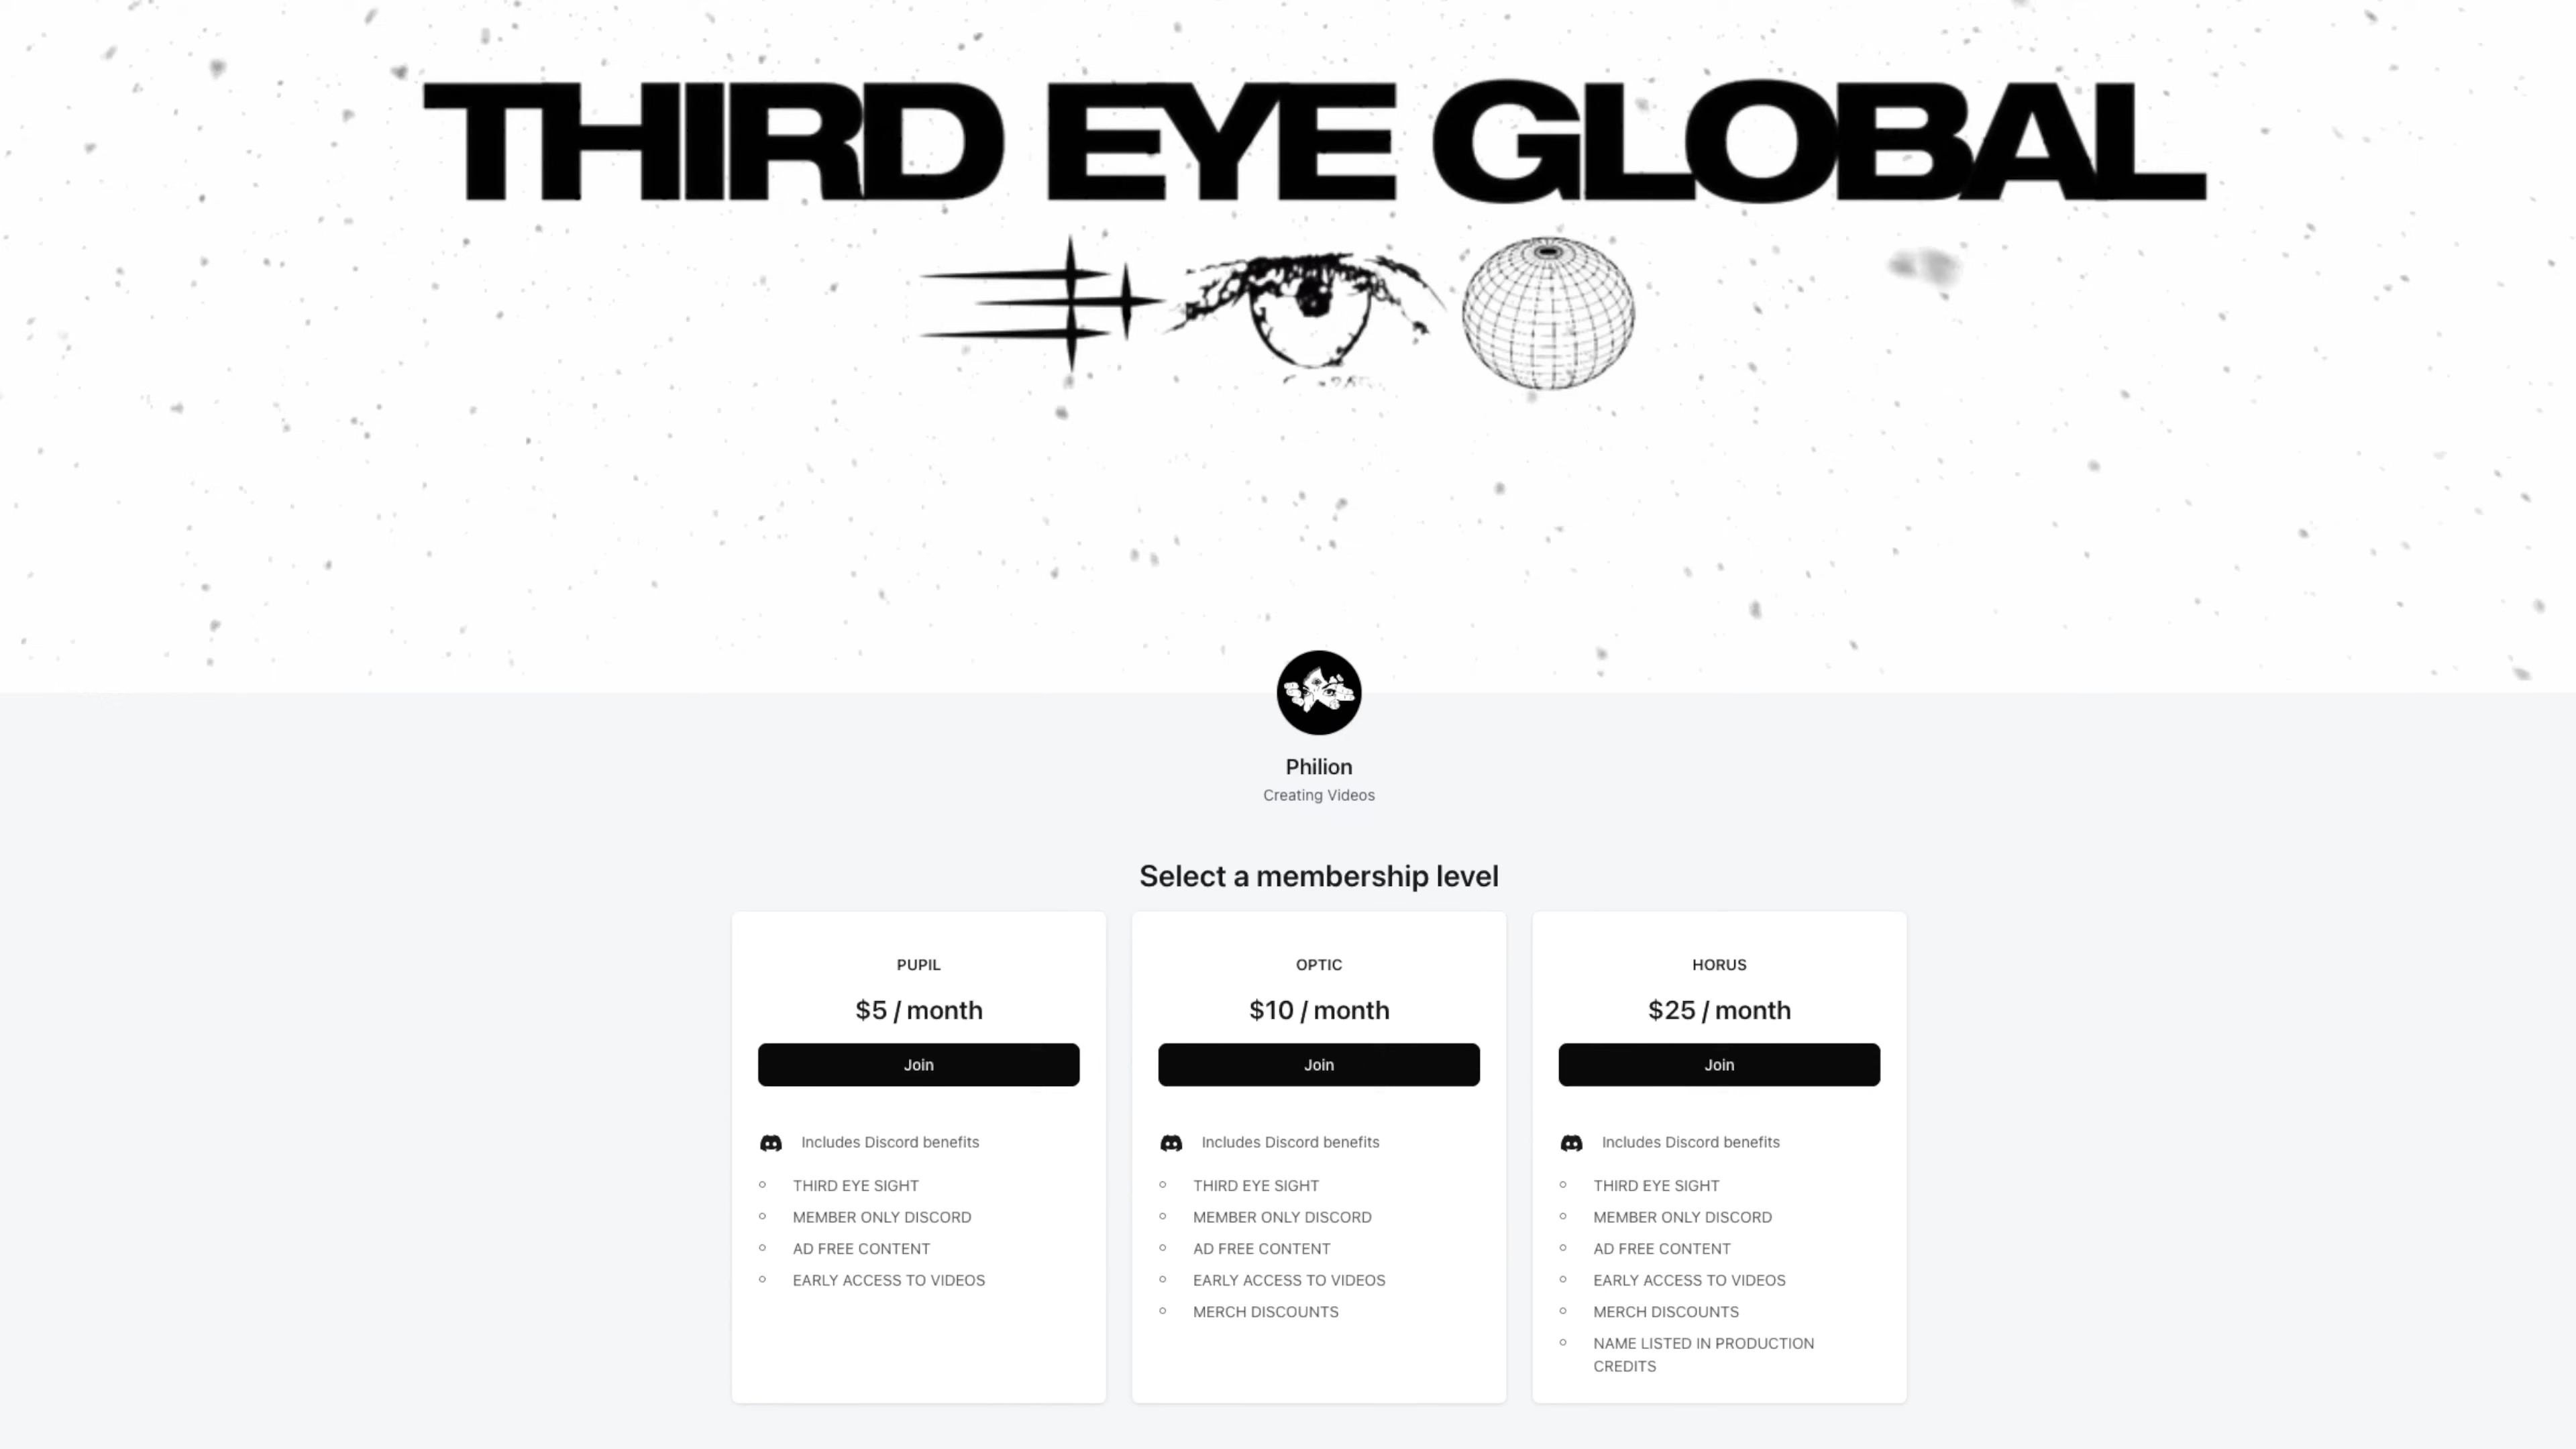 THIRD EYE GLOBAL
Philion
Creating Videos
Select a membership level
PUPIL
$5 / month
Join
Includes Discord benefits
THIRD EYE SIGHT
MEMBER ONLY DISCORD
AD FREE CONTENT
EARLY ACCESS TO VIDEOS
OPTIC
$10 / month
Join
Includes Discord benefits
THIRD EYE SIGHT
MEMBER ONLY DISCORD
AD FREE CONTENT
EARLY ACCESS TO VIDEOS
MERCH DISCOUNTS
HORUS
$25 / month
Join
Includes Discord benefits
THIRD EYE SIGHT
MEMBER ONLY DISCORD
AD FREE CONTENT
EARLY ACCESS TO VIDEOS
MERCH DISCOUNTS
NAME LISTED IN PRODUCTION
CREDITS